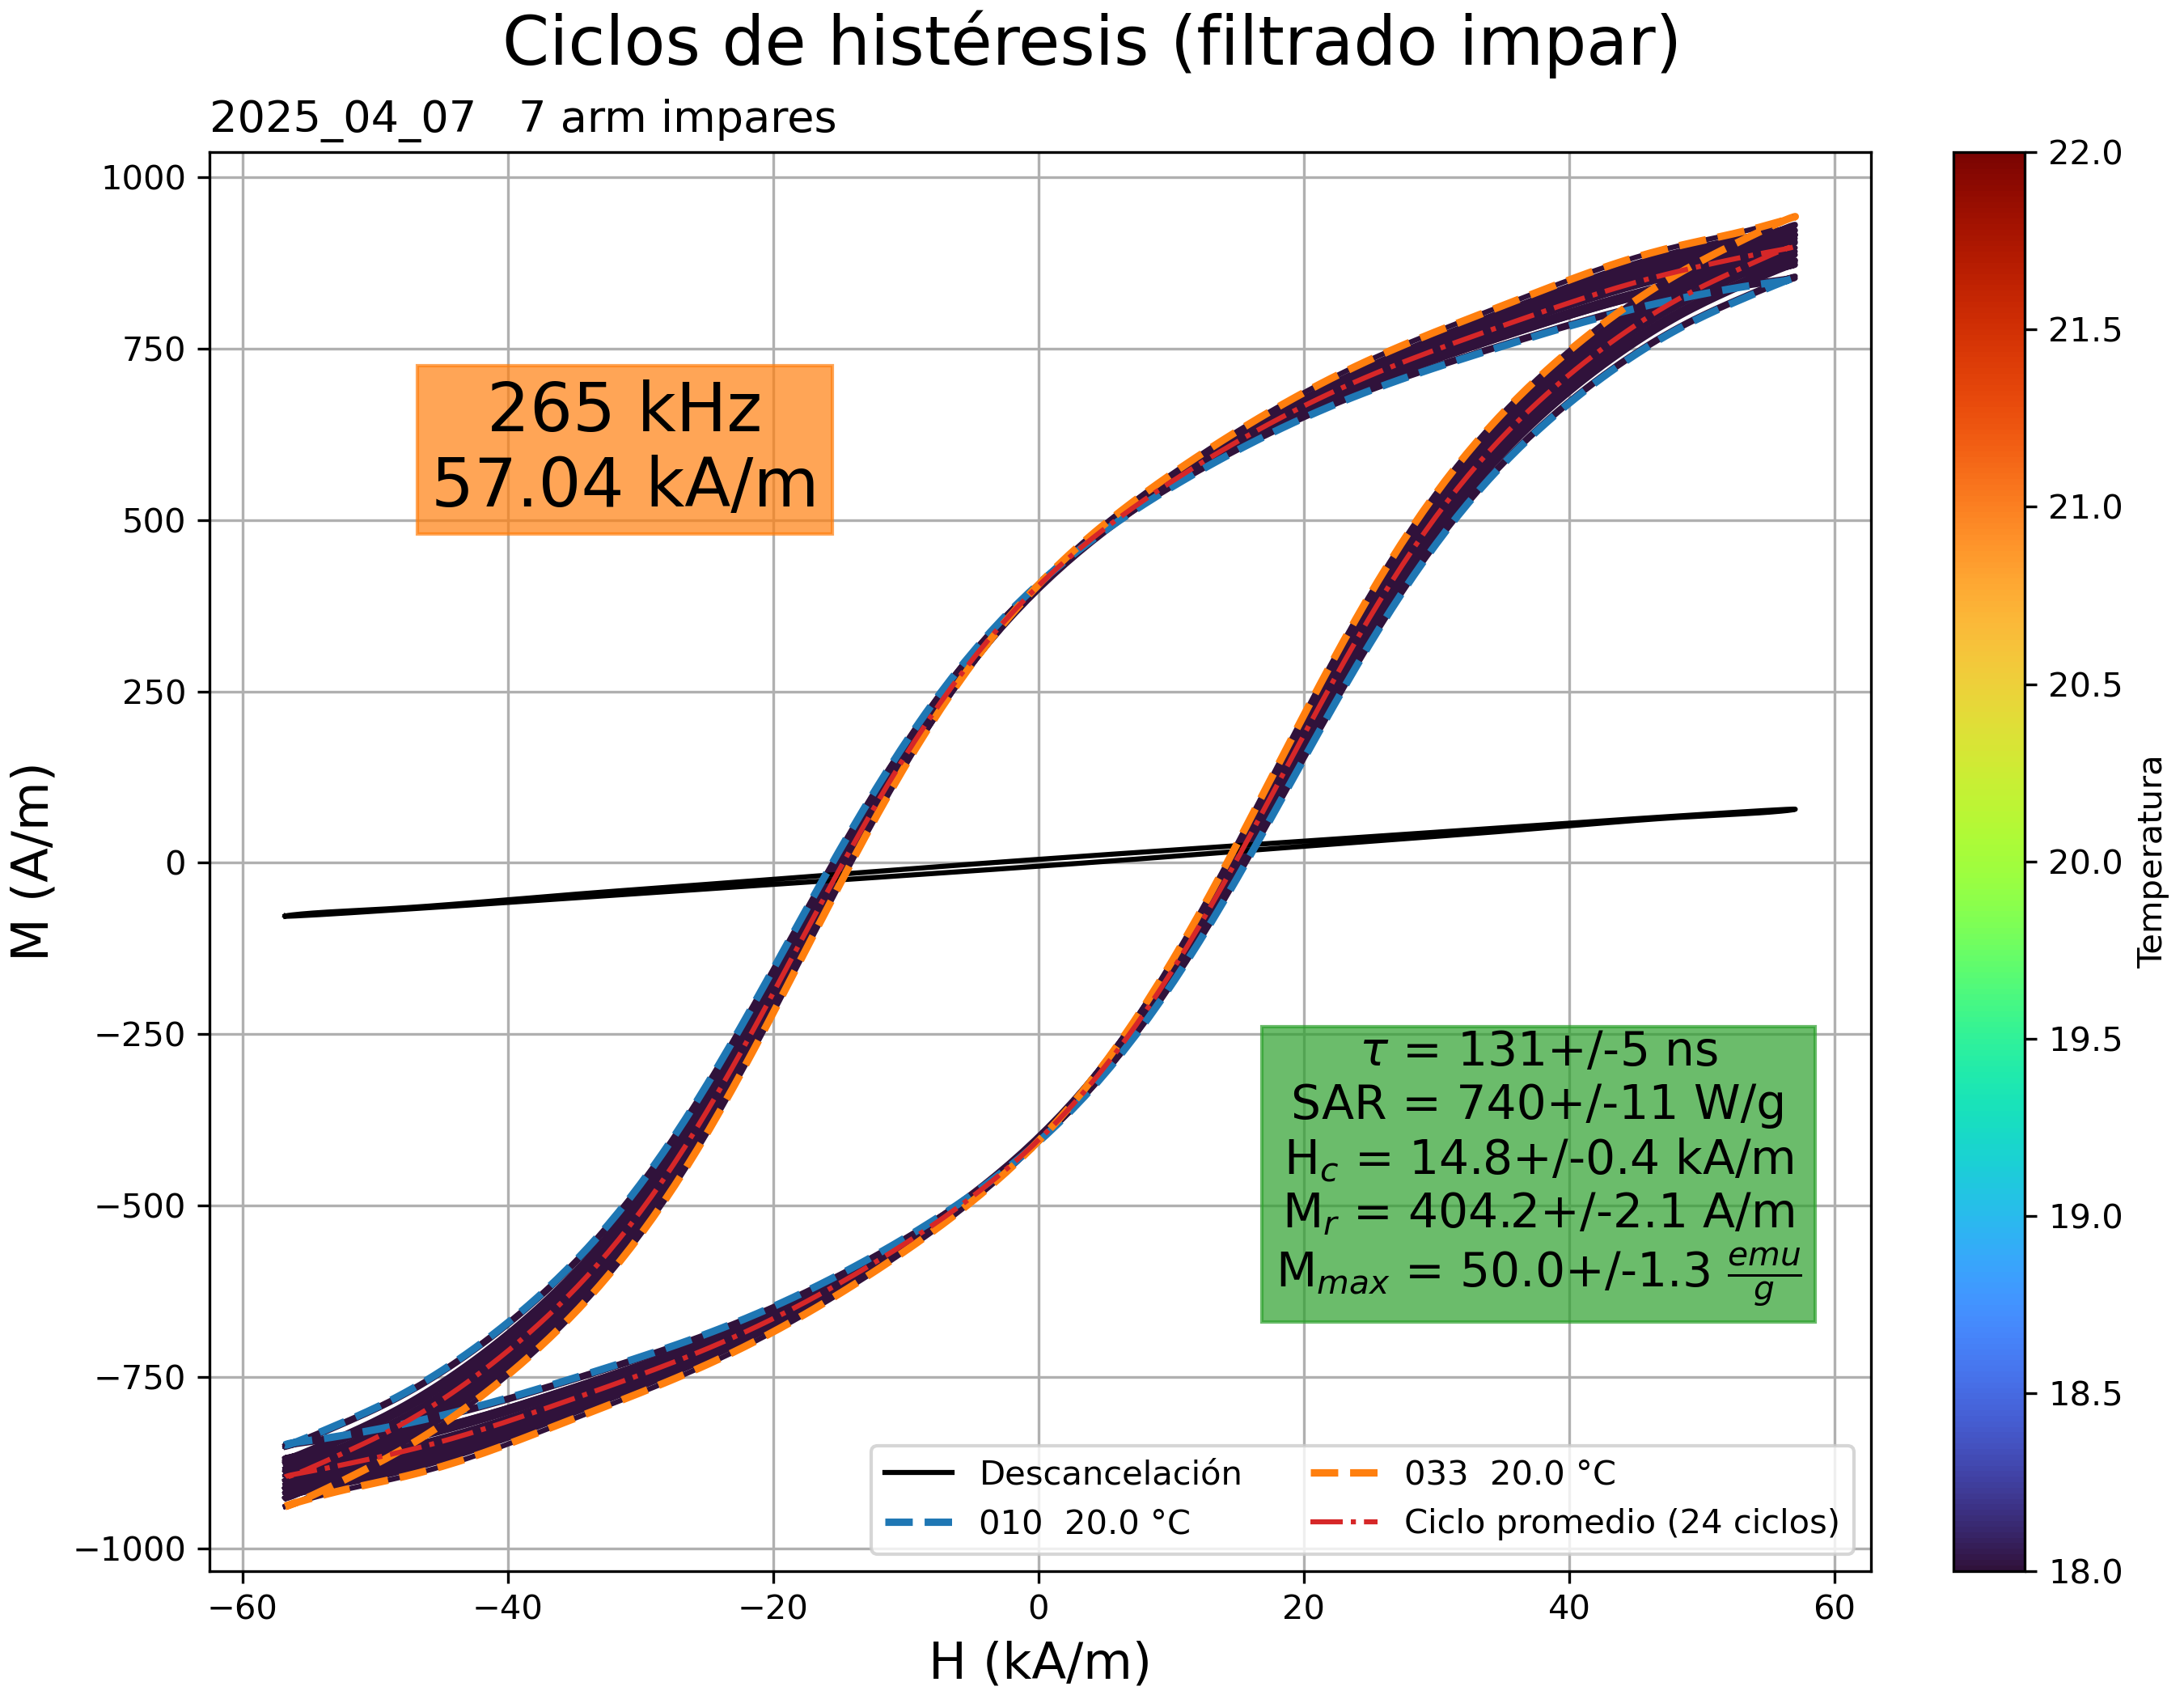 Ciclos de histéresis (filtrado impar)
2025_04_07   7 arm impares
1000
750
500
250
0
−250
−500
−750
−1000
M (A/m)
265 kHz
57.04 kA/m
τ = 131+/-5 ns
SAR = 740+/-11 W/g
H_c = 14.8+/-0.4 kA/m
M_r = 404.2+/-2.1 A/m
M_max = 50.0+/-1.3 emu/g
Descancelación
010  20.0 °C
033  20.0 °C
Ciclo promedio (24 ciclos)
−60
−40
−20
0
20
40
60
H (kA/m)
22.0
21.5
21.0
20.5
20.0
19.5
19.0
18.5
18.0
Temperatura